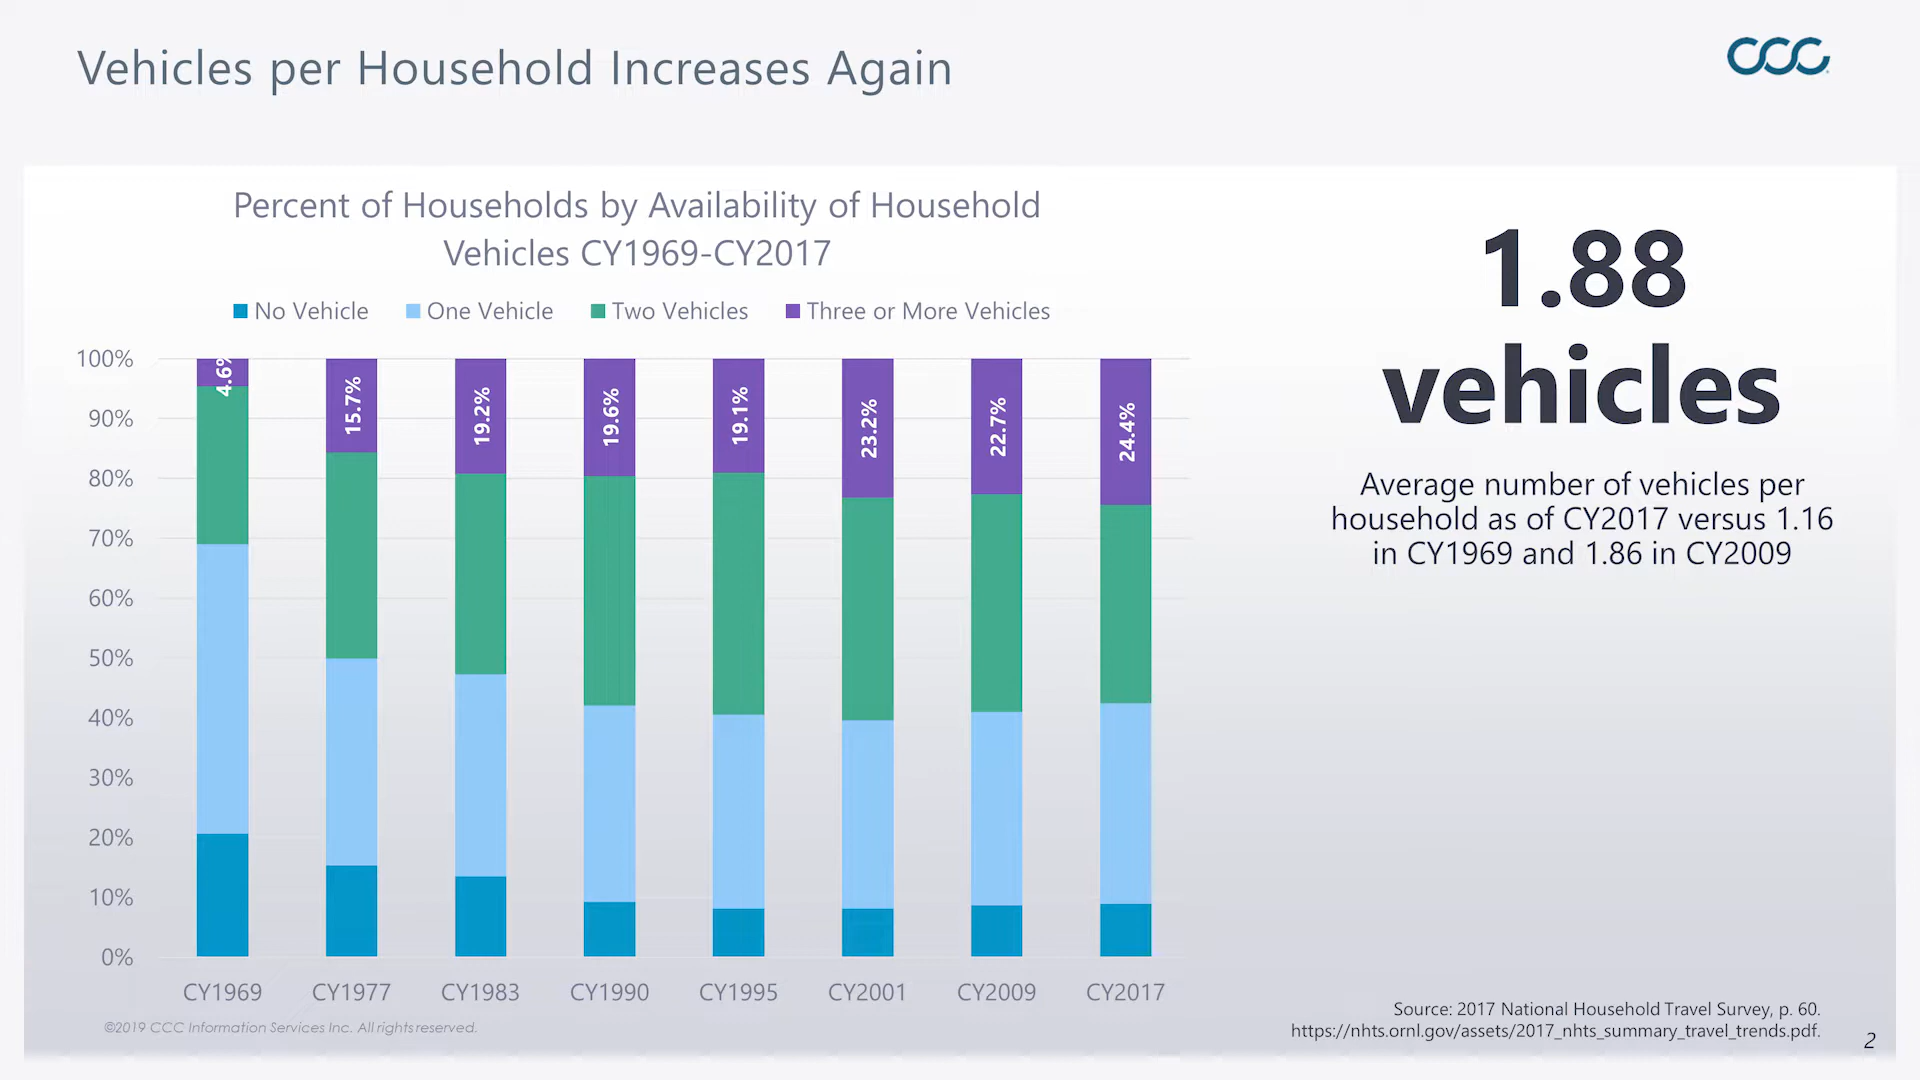 Vehicles per Household Increases Again
CCC
Percent of Households by Availability of Household
Vehicles CY1969-CY2017
No Vehicle One Vehicle Two Vehicles Three or More Vehicles
100%
90%
80%
70%
60%
50%
40%
30%
20%
10%
0%
4.6%
15.7%
19.2%
19.6%
19.1%
23.2%
22.7%
24.4%
CY1969 CY1977 CY1983 CY1990 CY1995 CY2001 CY2009 CY2017
1.88
vehicles
Average number of vehicles per
household as of CY2017 versus 1.16
in CY1969 and 1.86 in CY2009
©2019 CCC Information Services Inc. All rights reserved.
Source: 2017 National Household Travel Survey, p. 60.
https://nhts.ornl.gov/assets/2017_nhts_summary_travel_trends.pdf.
2